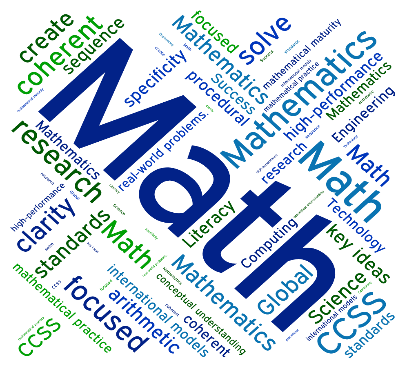 create
coherent
sequence
focused
Mathematics
solve
specificity
Success
procedural
mathematical maturity
mathematical practice
high-performance
Mathematics
Mathematics
Engineering
Math
research
Mathematics
real-world problems.
research
Math
Math
high-performance
clarity
standards
Math
Literacy
Computing
Technology
key ideas
mathematical practice
focused
international models
arithmetic
conceptual understanding
Mathematics
Global
Science
international models
CCSS
coherent
CCSS
standards